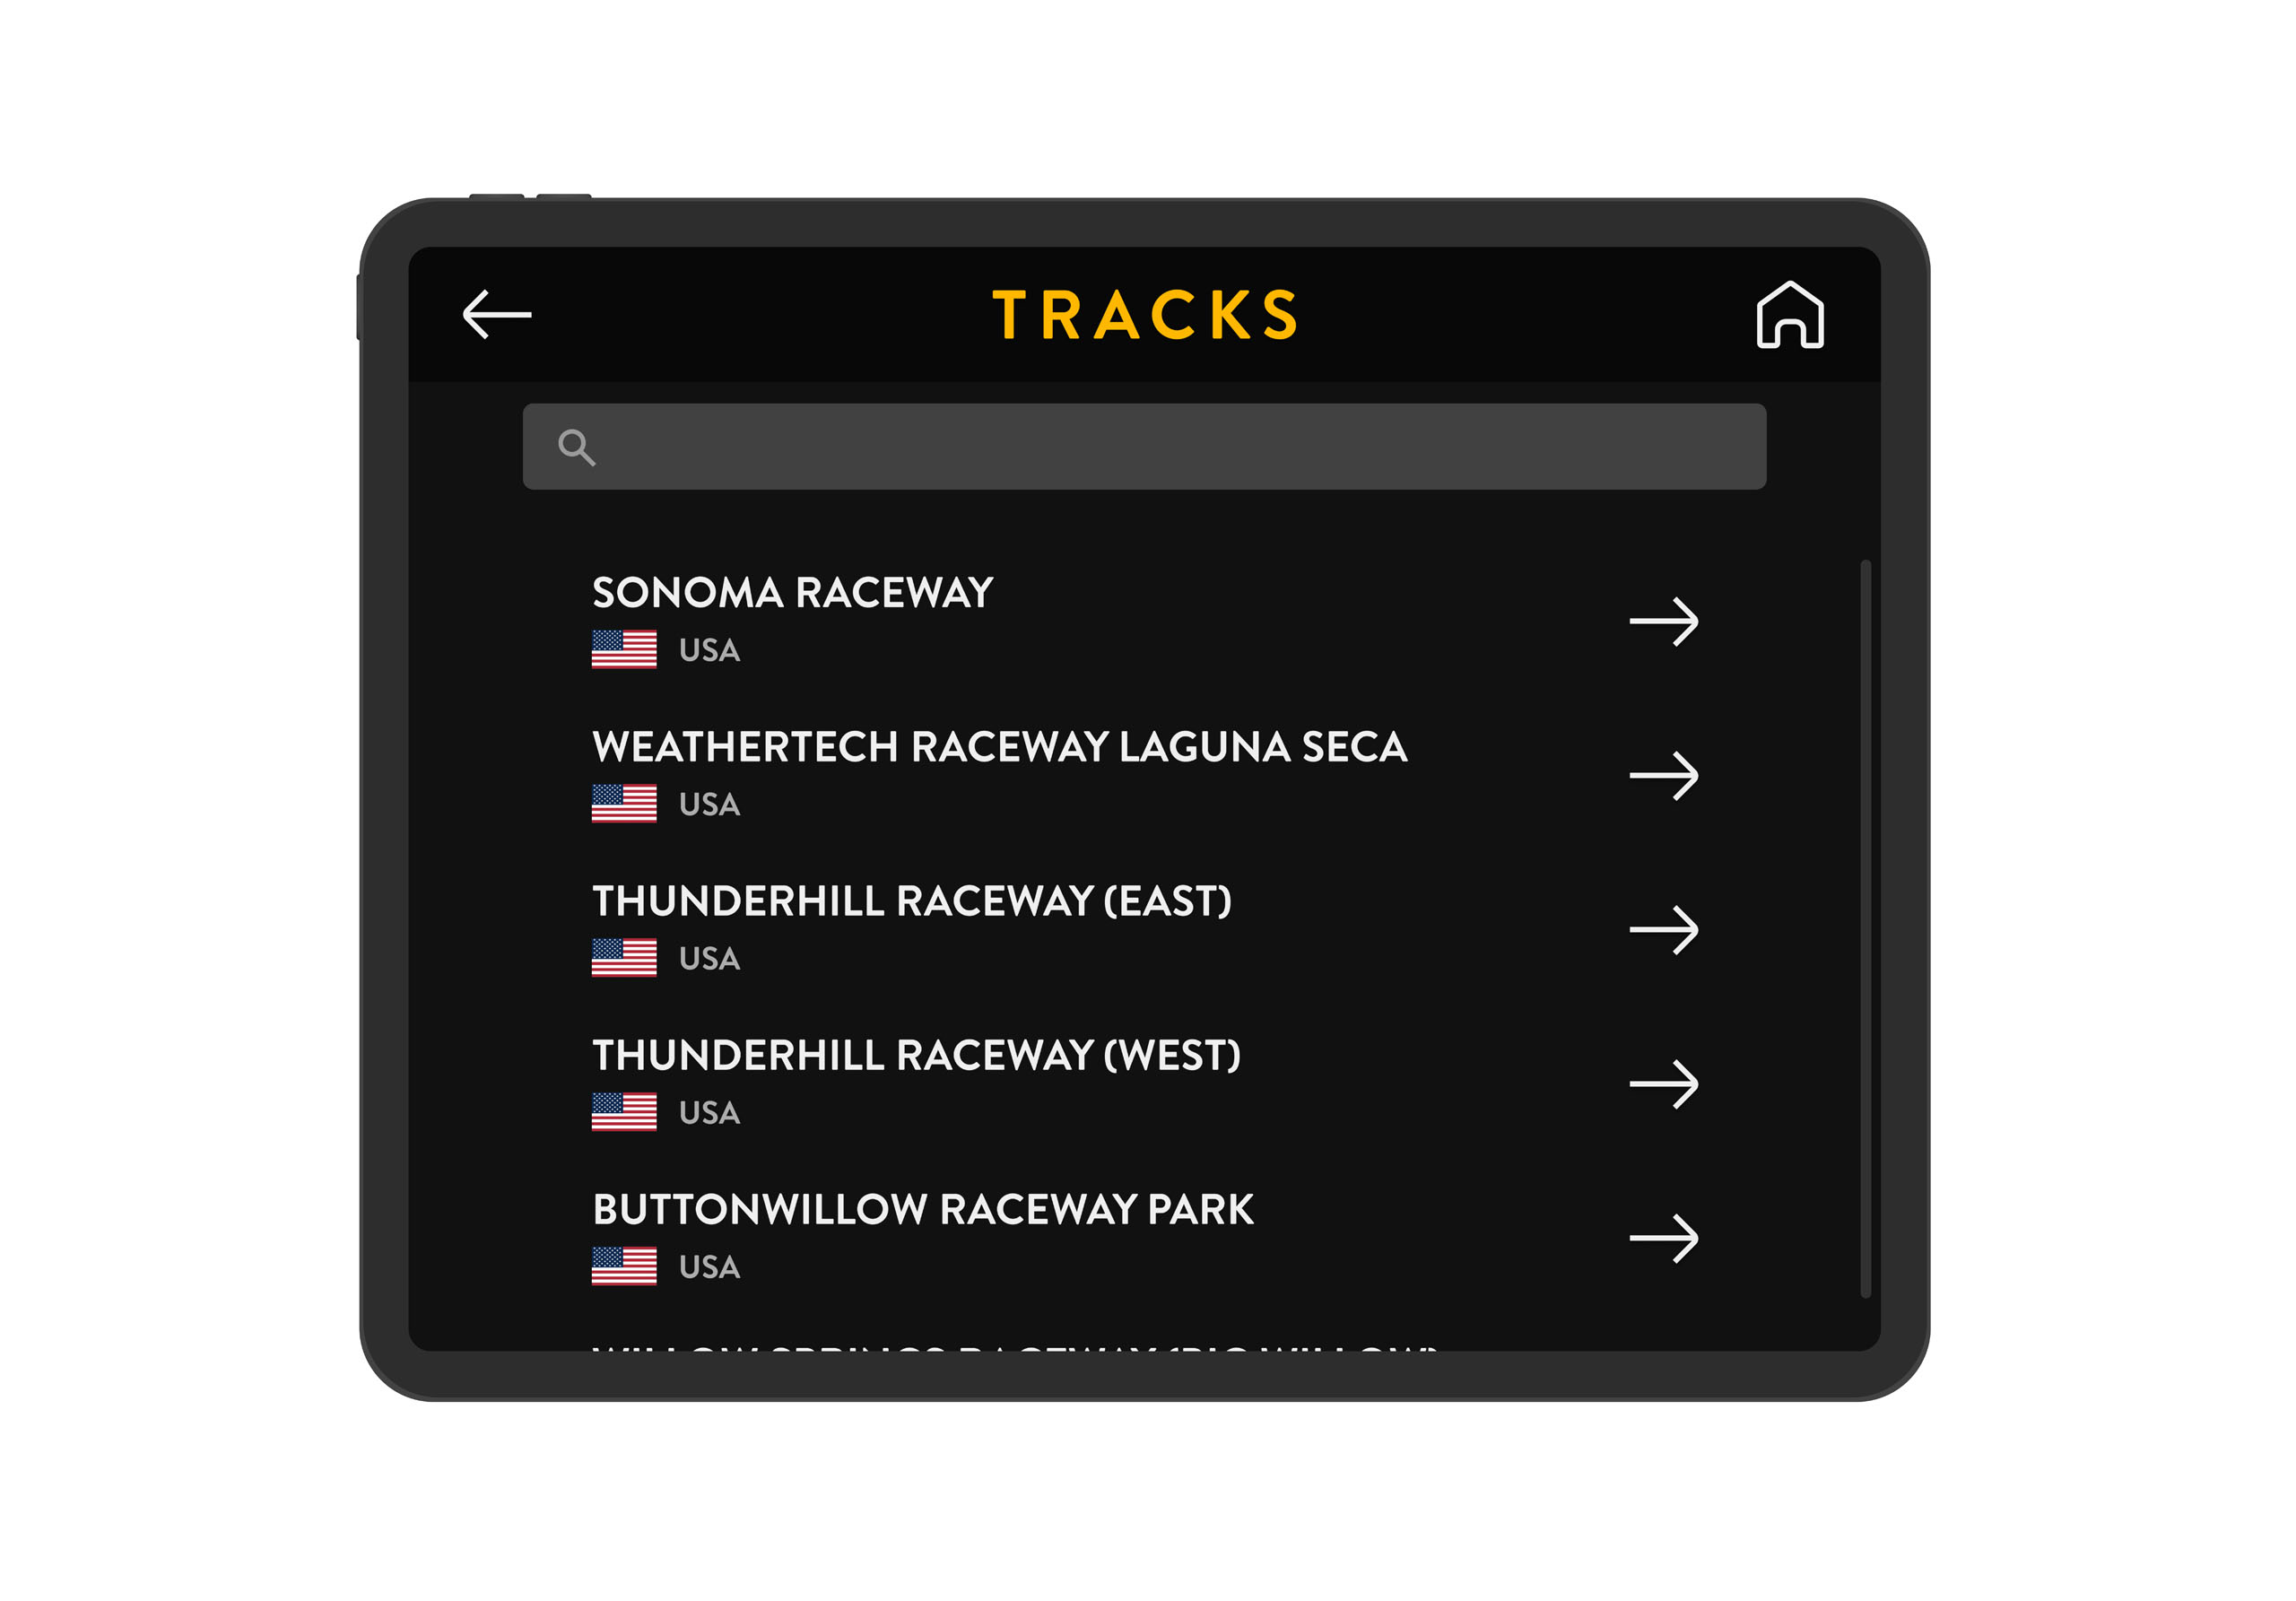 TRACKS
SONOMA RACEWAY
USA
WEATHERTECH RACEWAY LAGUNA SECA
USA
THUNDERHILL RACEWAY (EAST)
USA
THUNDERHILL RACEWAY (WEST)
USA
BUTTONWILLOW RACEWAY PARK
USA